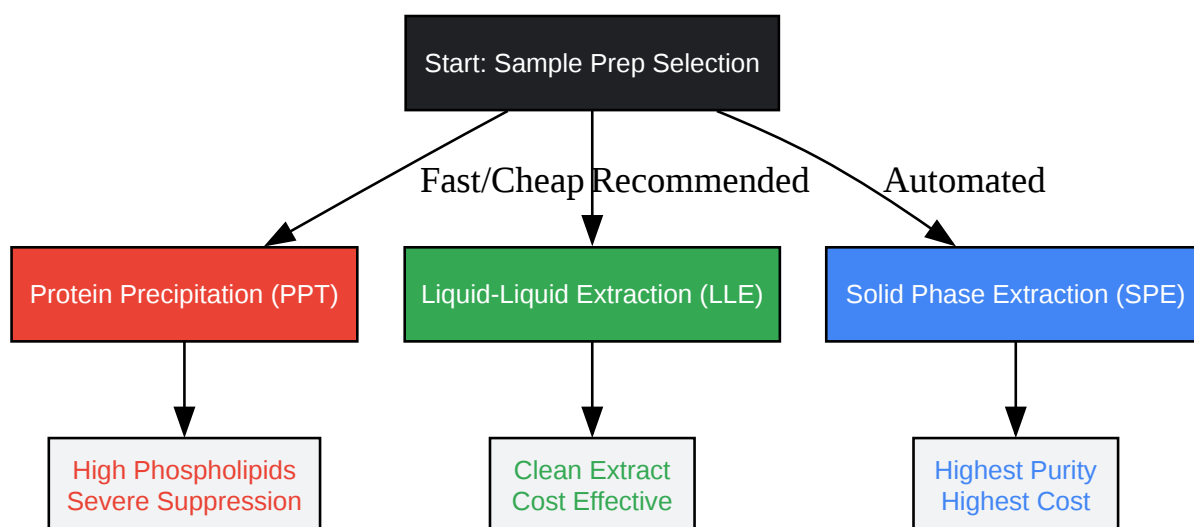 Start: Sample Prep Selection
Fast/Cheap
Recommended
Automated
Protein Precipitation (PPT)
Liquid-Liquid Extraction (LLE)
Solid Phase Extraction (SPE)
High Phospholipids
Severe Suppression
Clean Extract
Cost Effective
Highest Purity
Highest Cost